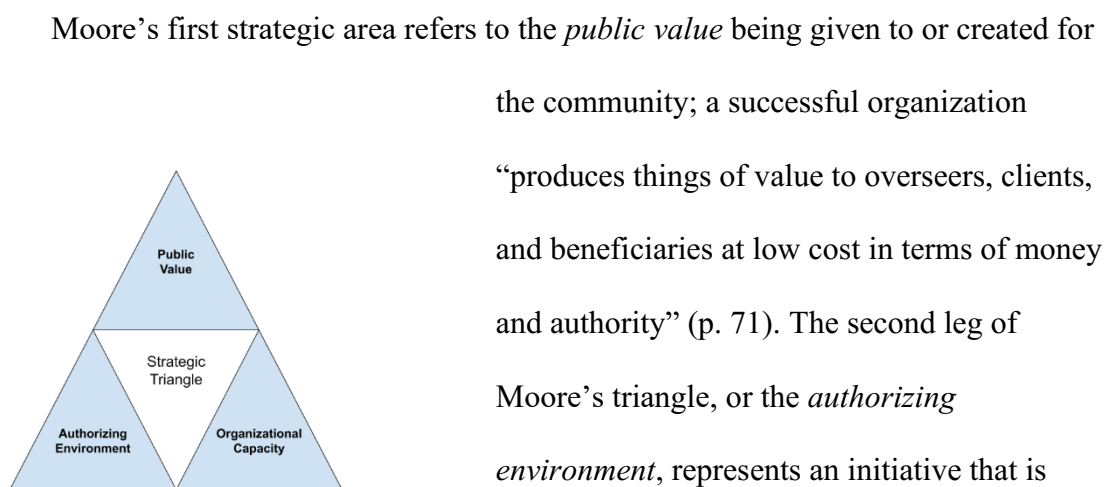 Moore’s first strategic area refers to the public value being given to or created for
the community; a successful organization
“produces things of value to overseers, clients,
and beneficiaries at low cost in terms of money
and authority” (p. 71). The second leg of
Moore’s triangle, or the authorizing
environment, represents an initiative that is
Public
Value
Strategic
Triangle
Authorizing
Environment
Organizational
Capacity